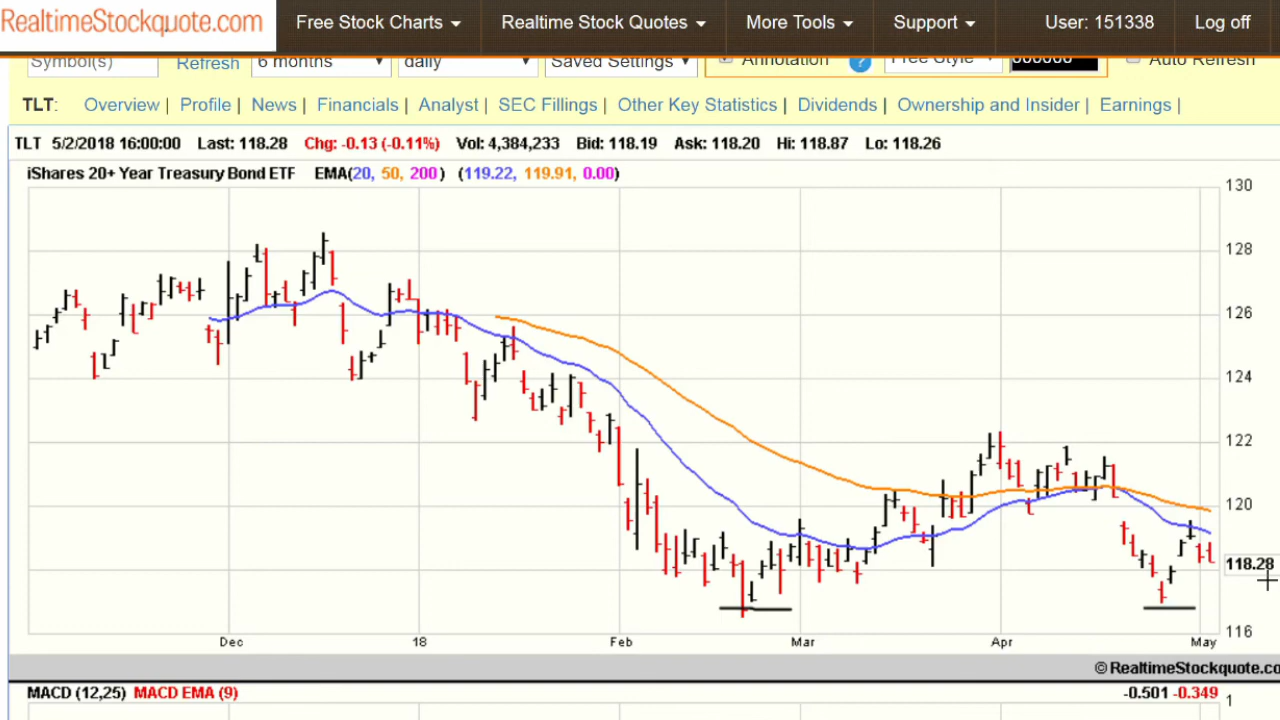 RealtimeStockquote.com Free Stock Charts Realtime Stock Quotes More Tools Support User: 151338 Log off
Symbol(s) Refresh 6 months daily Saved Settings Annotation ? Free Style 000000 Auto Refresh
TLT: Overview | Profile | News | Financials | Analyst | SEC Fillings | Other Key Statistics | Dividends | Ownership and Insider | Earnings |
TLT 5/2/2018 16:00:00 Last: 118.28 Chg: -0.13 (-0.11%) Vol: 4,384,233 Bid: 118.19 Ask: 118.20 Hi: 118.87 Lo: 118.26
iShares 20+ Year Treasury Bond ETF EMA(20, 50, 200) (119.22, 119.91, 0.00)
130
128
126
124
122
120
118.28
116
Dec 18 Feb Mar Apr May
©RealtimeStockquote.co
MACD (12,25) MACD EMA (9) -0.501 -0.349
1